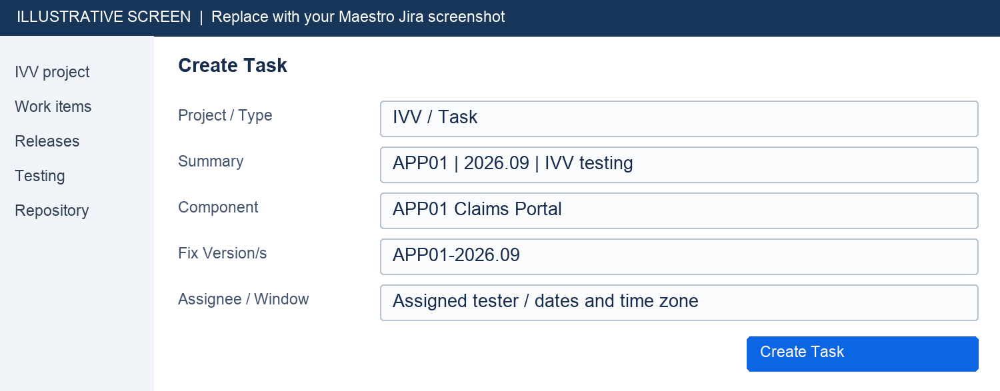 ILLUSTRATIVE SCREEN | Replace with your Maestro Jira screenshot
IVV project
Work items
Releases
Testing
Repository
Create Task
Project / Type
IVV / Task
Summary
APP01 | 2026.09 | IVV testing
Component
APP01 Claims Portal
Fix Version/s
APP01-2026.09
Assignee / Window
Assigned tester / dates and time zone
Create Task